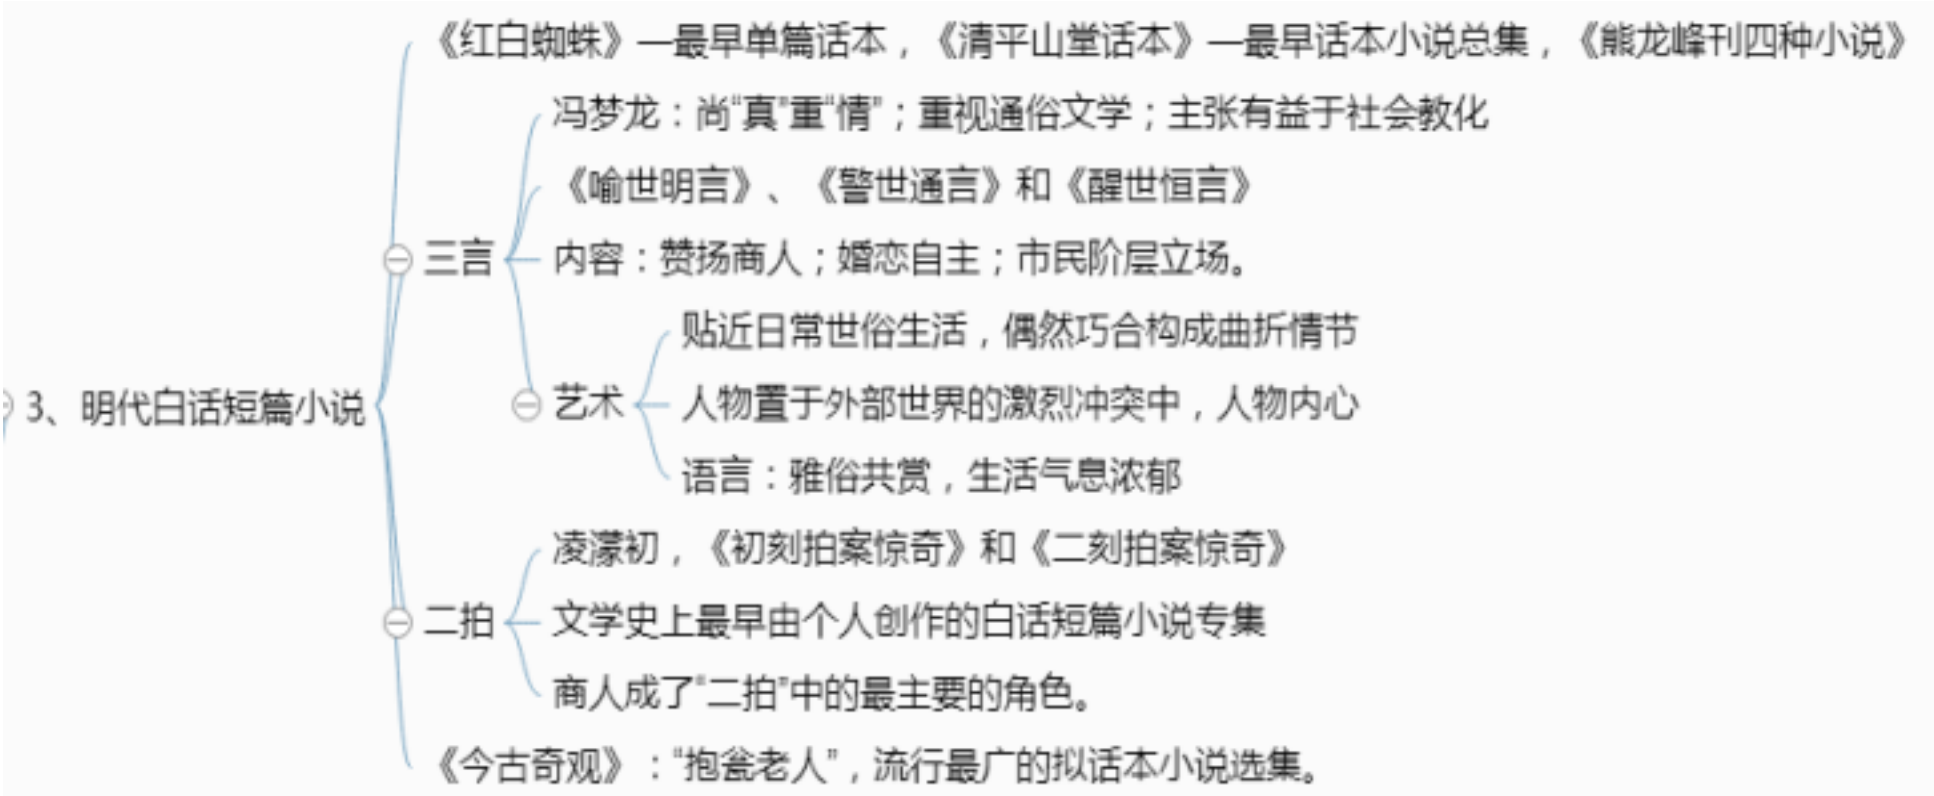 《红白蜘蛛》—最早单篇话本，《清平山堂话本》—最早话本小说总集，《熊龙峰刊四种小说》
冯梦龙：尚“真”重“情”；重视通俗文学；主张有益于社会教化
《喻世明言》、《警世通言》和《醒世恒言》
三言
内容：赞扬商人；婚恋自主；市民阶层立场。
贴近日常世俗生活，偶然巧合构成曲折情节
3、明代白话短篇小说
艺术
人物置于外部世界的激烈冲突中，人物内心
语言：雅俗共赏，生活气息浓郁
凌濛初，《初刻拍案惊奇》和《二刻拍案惊奇》
二拍
文学史上最早由个人创作的白话短篇小说专集
商人成了“二拍”中的最主要的角色。
《今古奇观》：“抱瓮老人”，流行最广的拟话本小说选集。